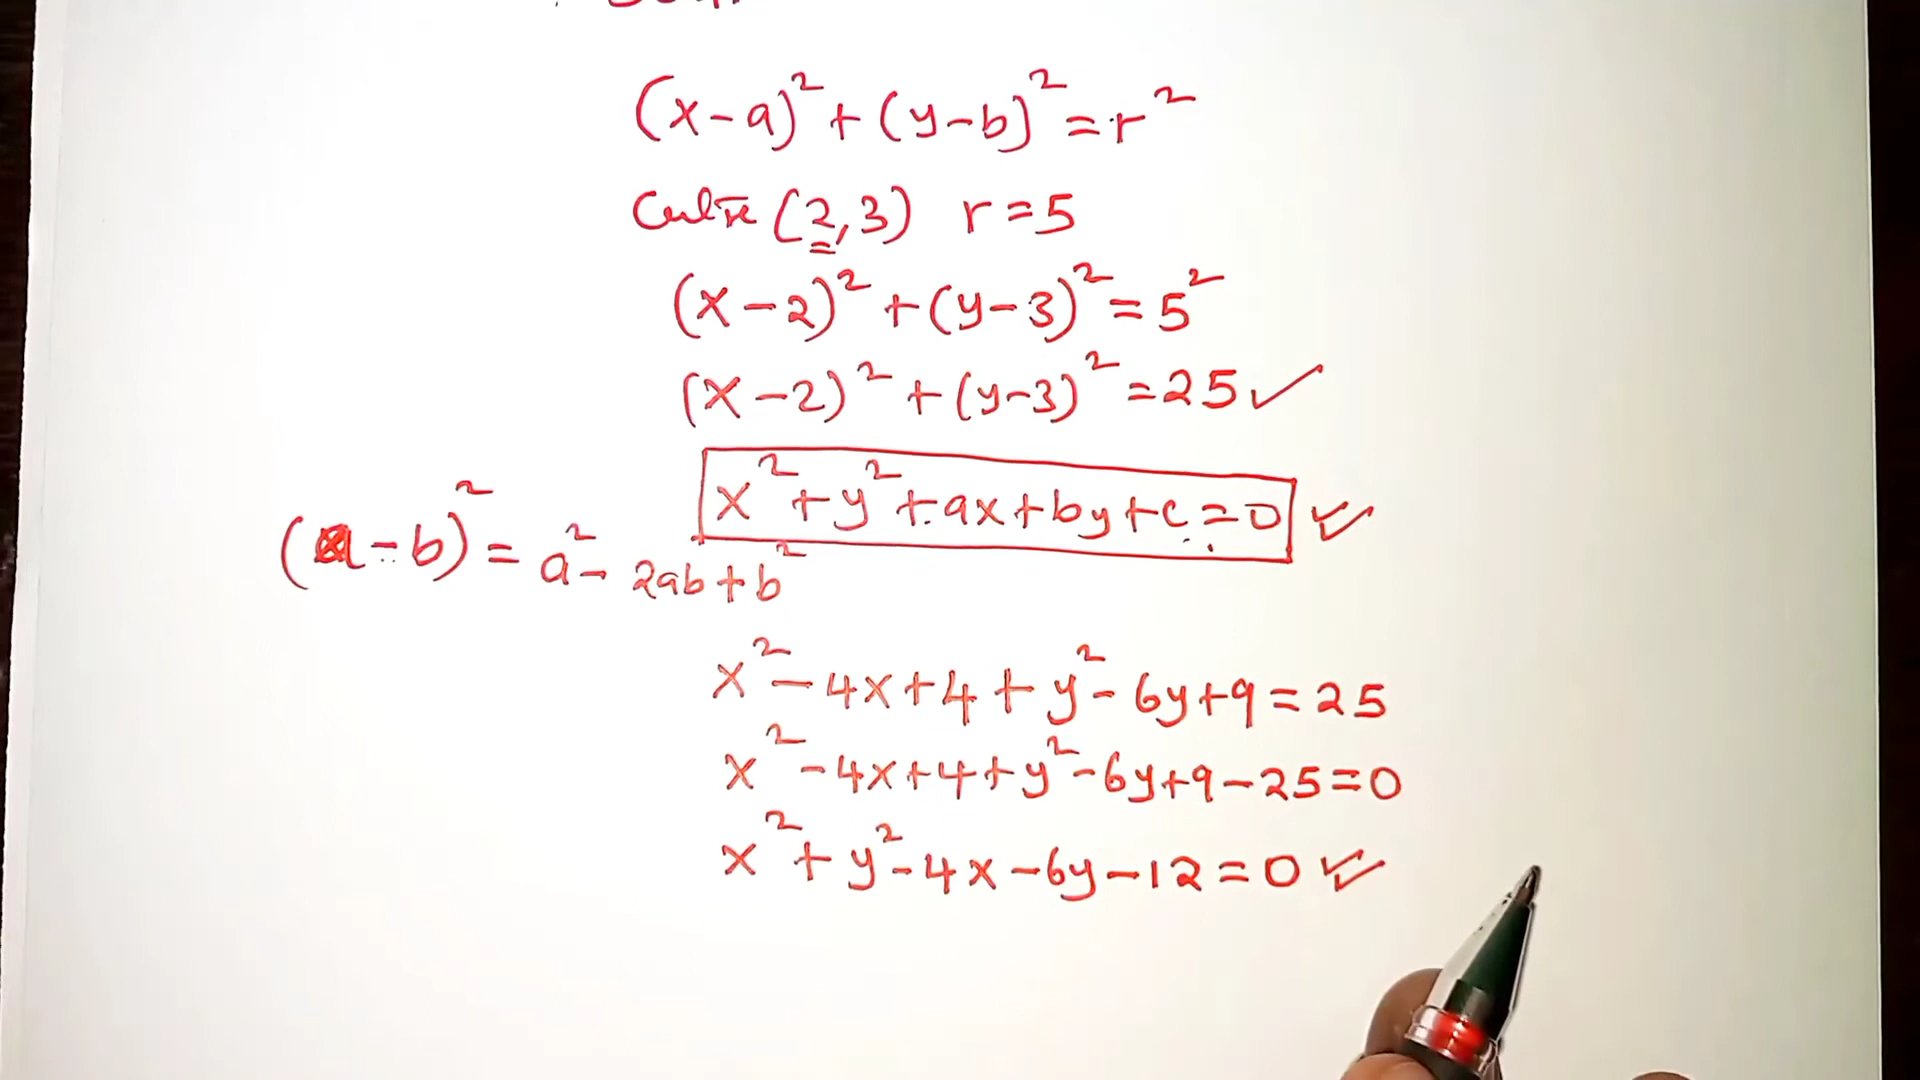 (x-a)² + (y-b)² = r²
Centre (2,3) r = 5
(x-2)² + (y-3)² = 5²
(x-2)² + (y-3)² = 25 ✓
x² + y² + ax + by + c = 0 ✓
(a-b)² = a² - 2ab + b²
x² - 4x + 4 + y² - 6y + 9 = 25
x² - 4x + 4 + y² - 6y + 9 - 25 = 0
x² + y² - 4x - 6y - 12 = 0 ✓